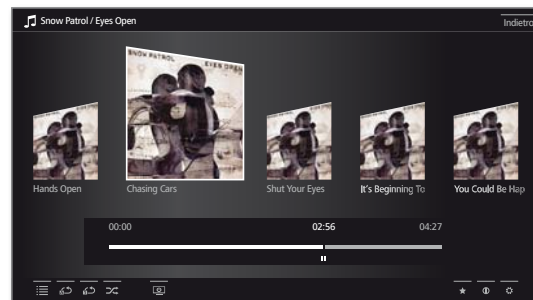 Snow Patrol / Eyes Open
Indietro
SNOW PATROL EYES OPEN
Hands Open
Chasing Cars
Shut Your Eyes
It's Beginning To
You Could Be Hap
00:00 02:56 04:27